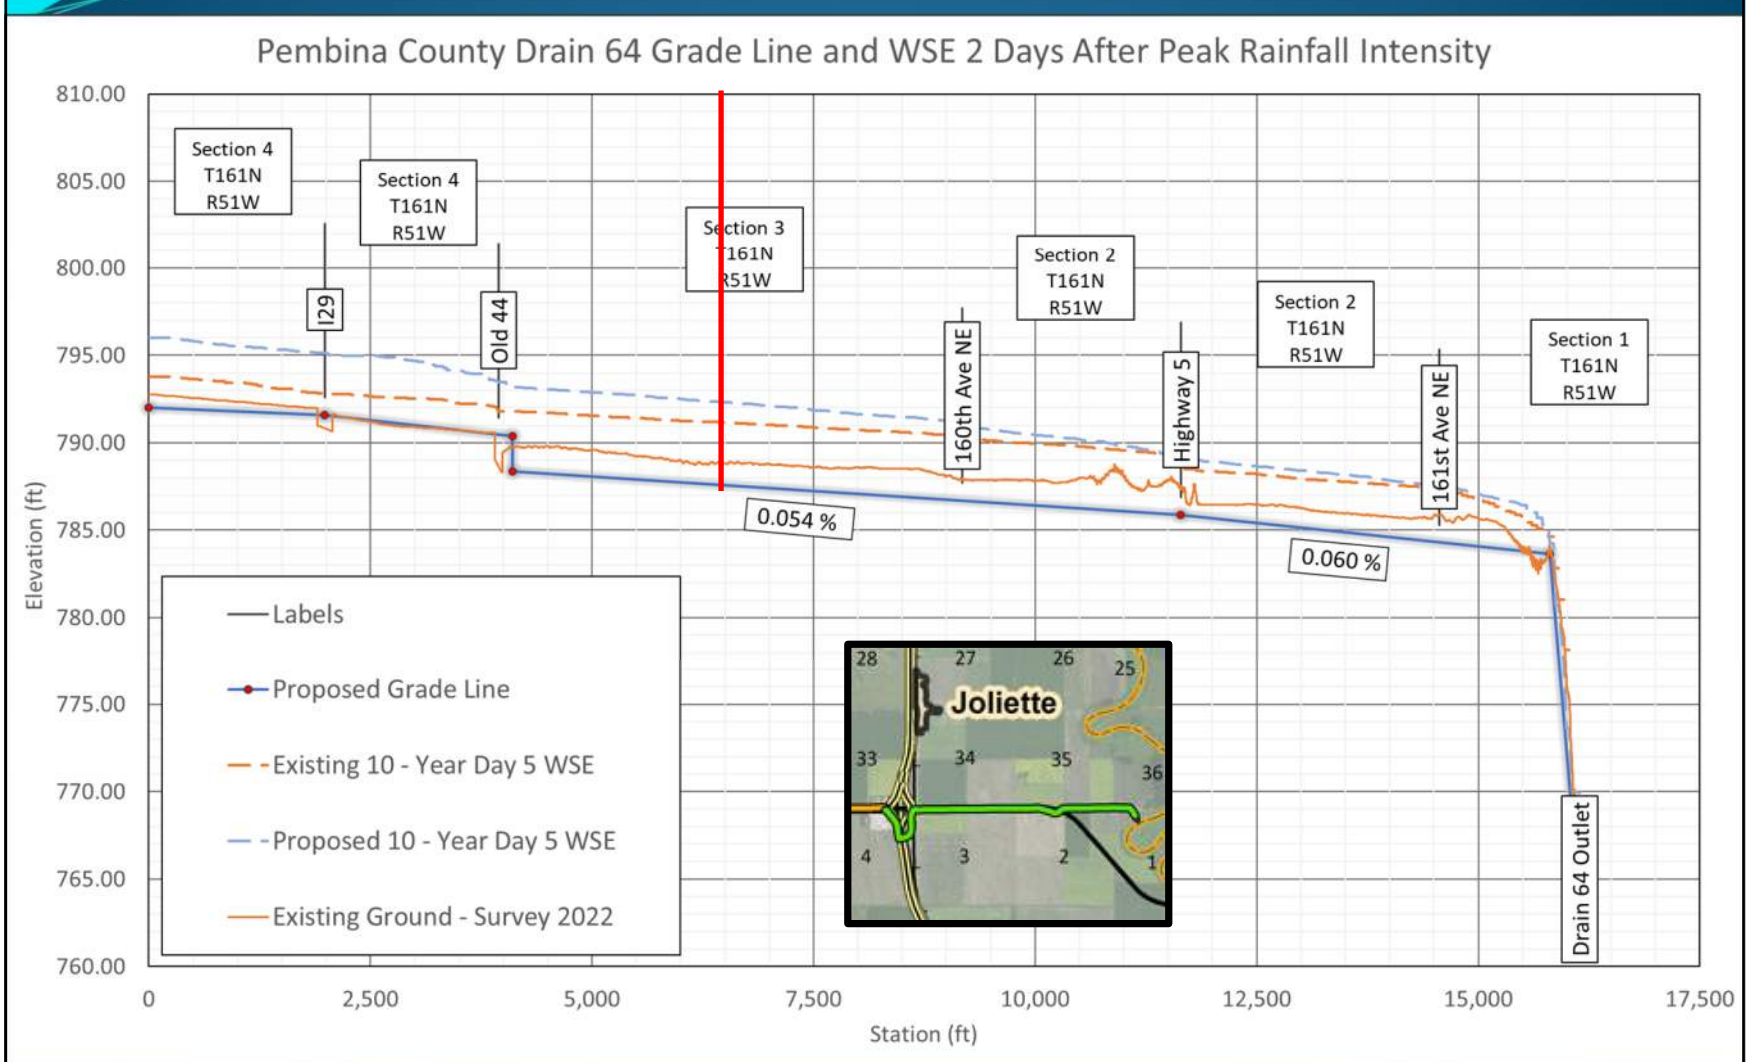 Pembina County Drain 64 Grade Line and WSE 2 Days After Peak Rainfall Intensity
Elevation (ft)
810.00
805.00
800.00
795.00
790.00
785.00
780.00
775.00
770.00
765.00
760.00
Section 4
T161N
R51W
Section 4
T161N
R51W
Section 3
T161N
R51W
Section 2
T161N
R51W
Section 2
T161N
R51W
Section 1
T161N
R51W
I29
Old 44
160th Ave NE
Highway 5
161st Ave NE
Drain 64 Outlet
0.054 %
0.060 %
Labels
Proposed Grade Line
Existing 10 - Year Day 5 WSE
Proposed 10 - Year Day 5 WSE
Existing Ground - Survey 2022
28 27 26 25
Joliette
33 34 35 36
4 3 2 1
0 2,500 5,000 7,500 10,000 12,500 15,000 17,500
Station (ft)